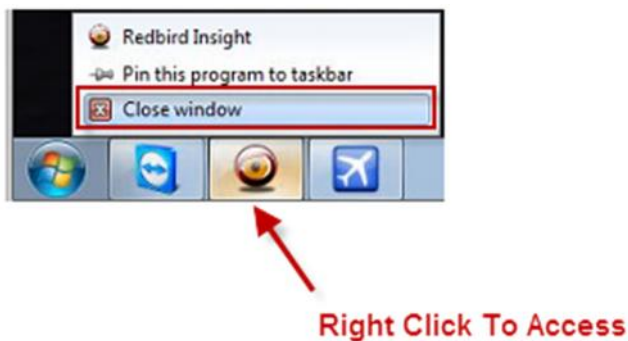 Redbird Insight
Pin this program to taskbar
Close window
Right Click To Access